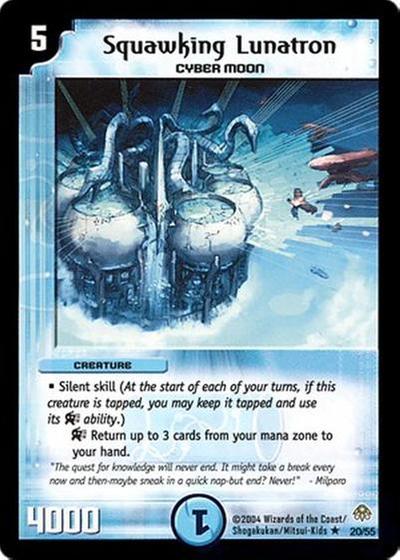 5
Squawking Lunatron
CYBER MOON
CREATURE
▪ Silent skill (At the start of each of your turns, if this
creature is tapped, you may keep it tapped and use
its ability.)
Return up to 3 cards from your mana zone to
your hand.
"The quest for knowledge will never end. It might take a break every
now and then-maybe sneak in a quick nap-but end? Never!" - Milporo
4000
1
©2004 Wizards of the Coast/
Shogakukan/Mitsui-Kids ★ 20/55